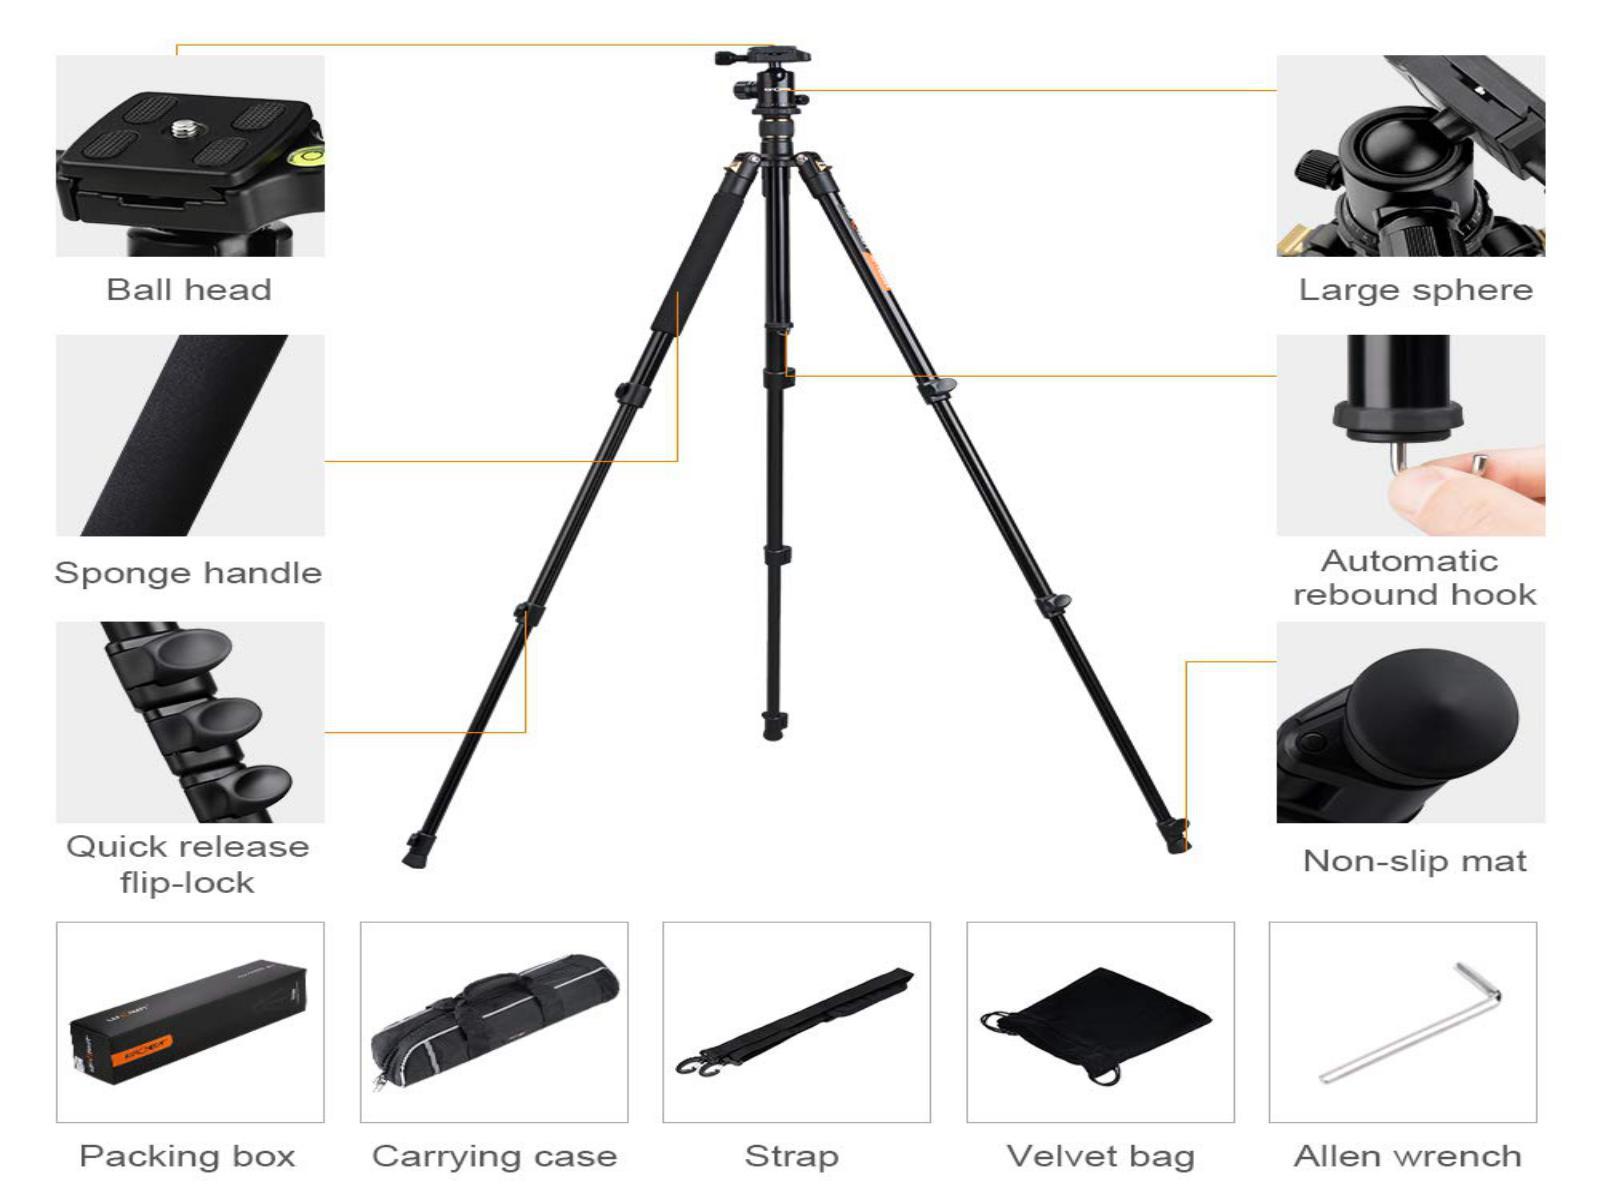 Ball head
Large sphere
Sponge handle
Automatic
rebound hook
Quick release
flip-lock
Non-slip mat
Packing box
Carrying case
Strap
Velvet bag
Allen wrench